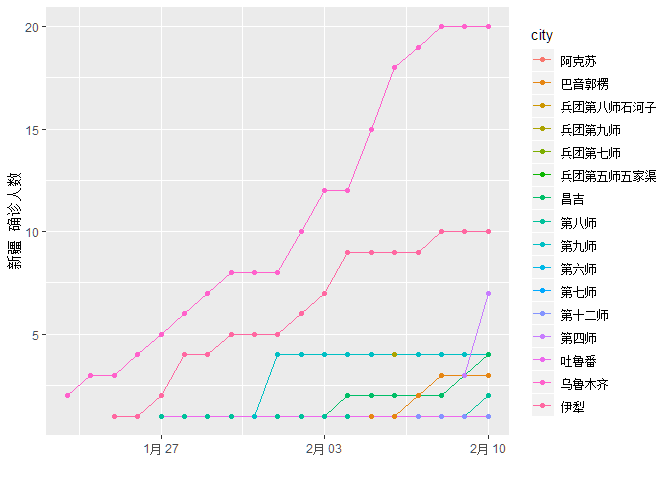 20
15
10
5
新疆 确诊人数
1月 27
2月 03
2月 10
city
阿克苏
巴音郭楞
兵团第八师石河子
兵团第九师
兵团第七师
兵团第五师五家渠
昌吉
第八师
第九师
第六师
第七师
第十二师
第四师
吐鲁番
乌鲁木齐
伊犁